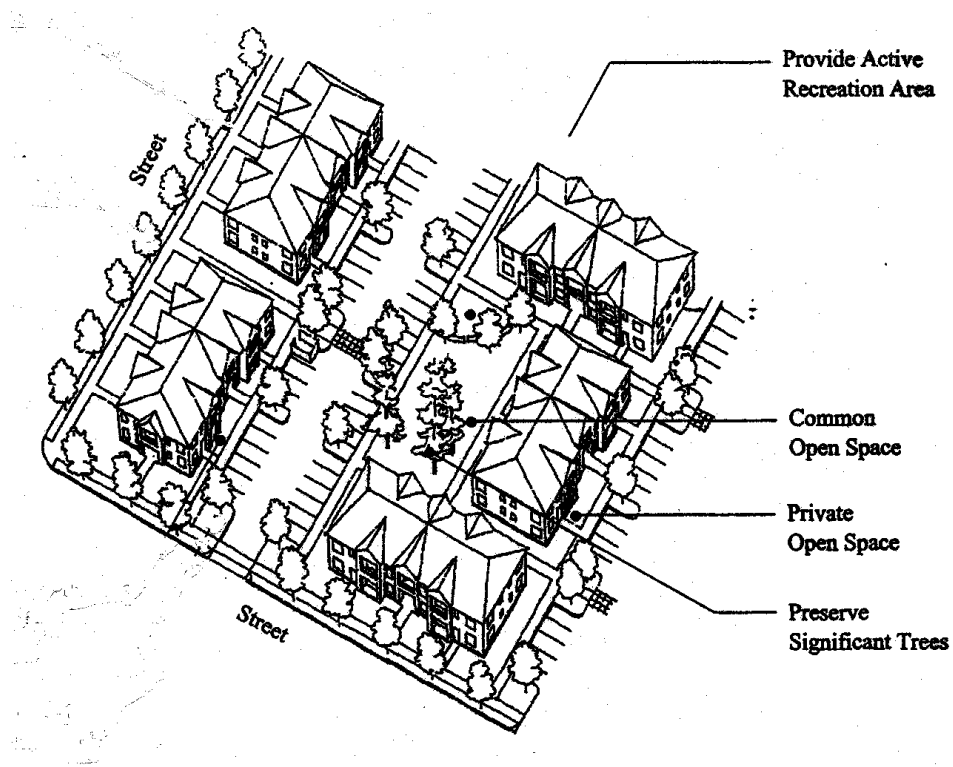 Provide Active
Recreation Area
Street
Common
Open Space
Private
Open Space
Preserve
Significant Trees
Street